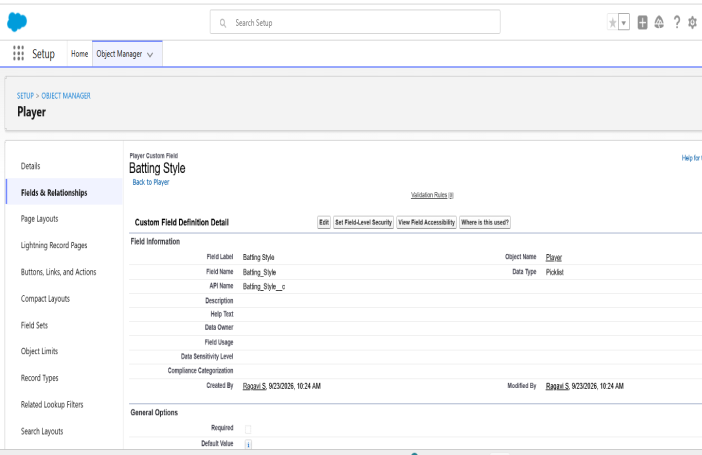 Search Setup
Setup
Home
Object Manager
SETUP > OBJECT MANAGER
Player
Details
Fields & Relationships
Page Layouts
Lightning Record Pages
Buttons, Links, and Actions
Compact Layouts
Field Sets
Object Limits
Record Types
Related Lookup Filters
Search Layouts
Player Custom Field
Batting Style
Back to Player
Help for t
Validation Rules [0]
Custom Field Definition Detail
Edit
Set Field-Level Security
View Field Accessibility
Where is this used?
Field Information
Field Label Batting Style Object Name Player
Field Name Batting_Style Data Type Picklist
API Name Batting_Style__c
Description
Help Text
Data Owner
Field Usage
Data Sensitivity Level
Compliance Categorization
Created By Ragavi S, 9/23/2026, 10:24 AM Modified By Ragavi S, 9/23/2026, 10:24 AM
General Options
Required
Default Value